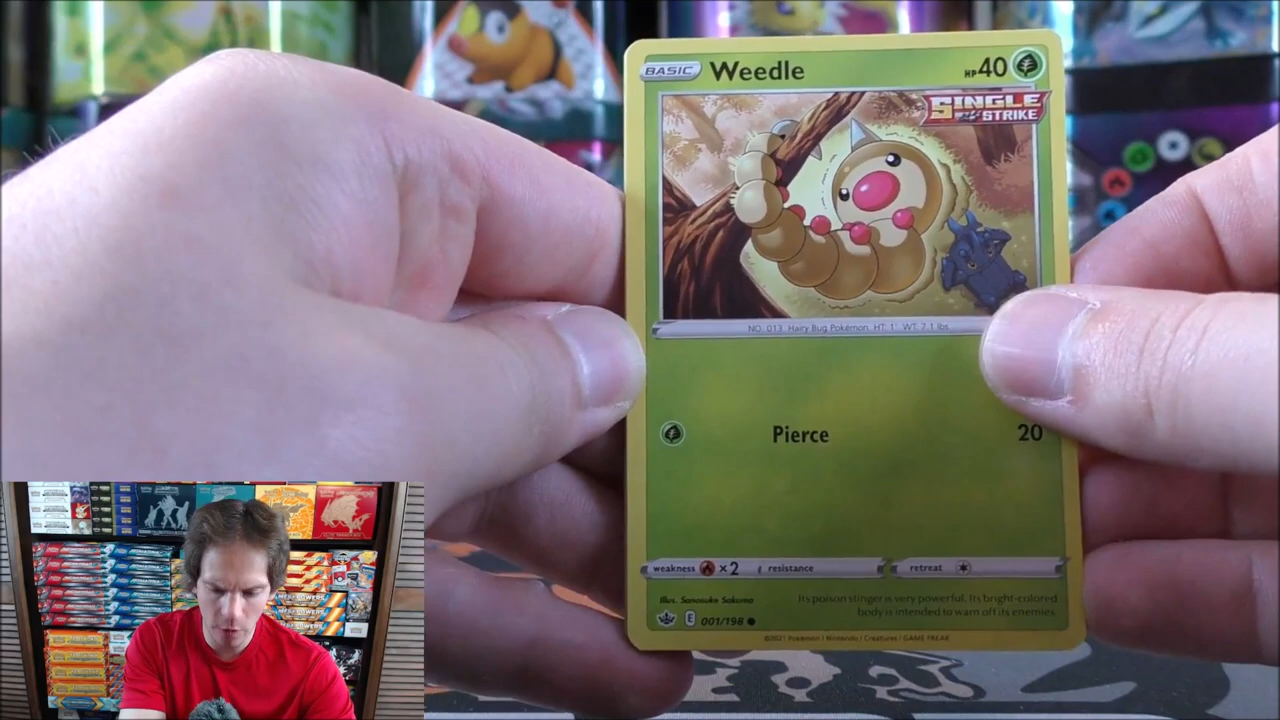 BASIC Weedle HP 40
SINGLE
STRIKE
NO. 013 Hairy Bug Pokémon HT: 1' WT: 7.1 lbs.
Pierce 20
weakness ×2 resistance retreat
Illus. Sanosuke Sakuma
Its poison stinger is very powerful. Its bright-colored
body is intended to warn off its enemies.
E 001/198
©2021 Pokémon / Nintendo / Creatures / GAME FREAK